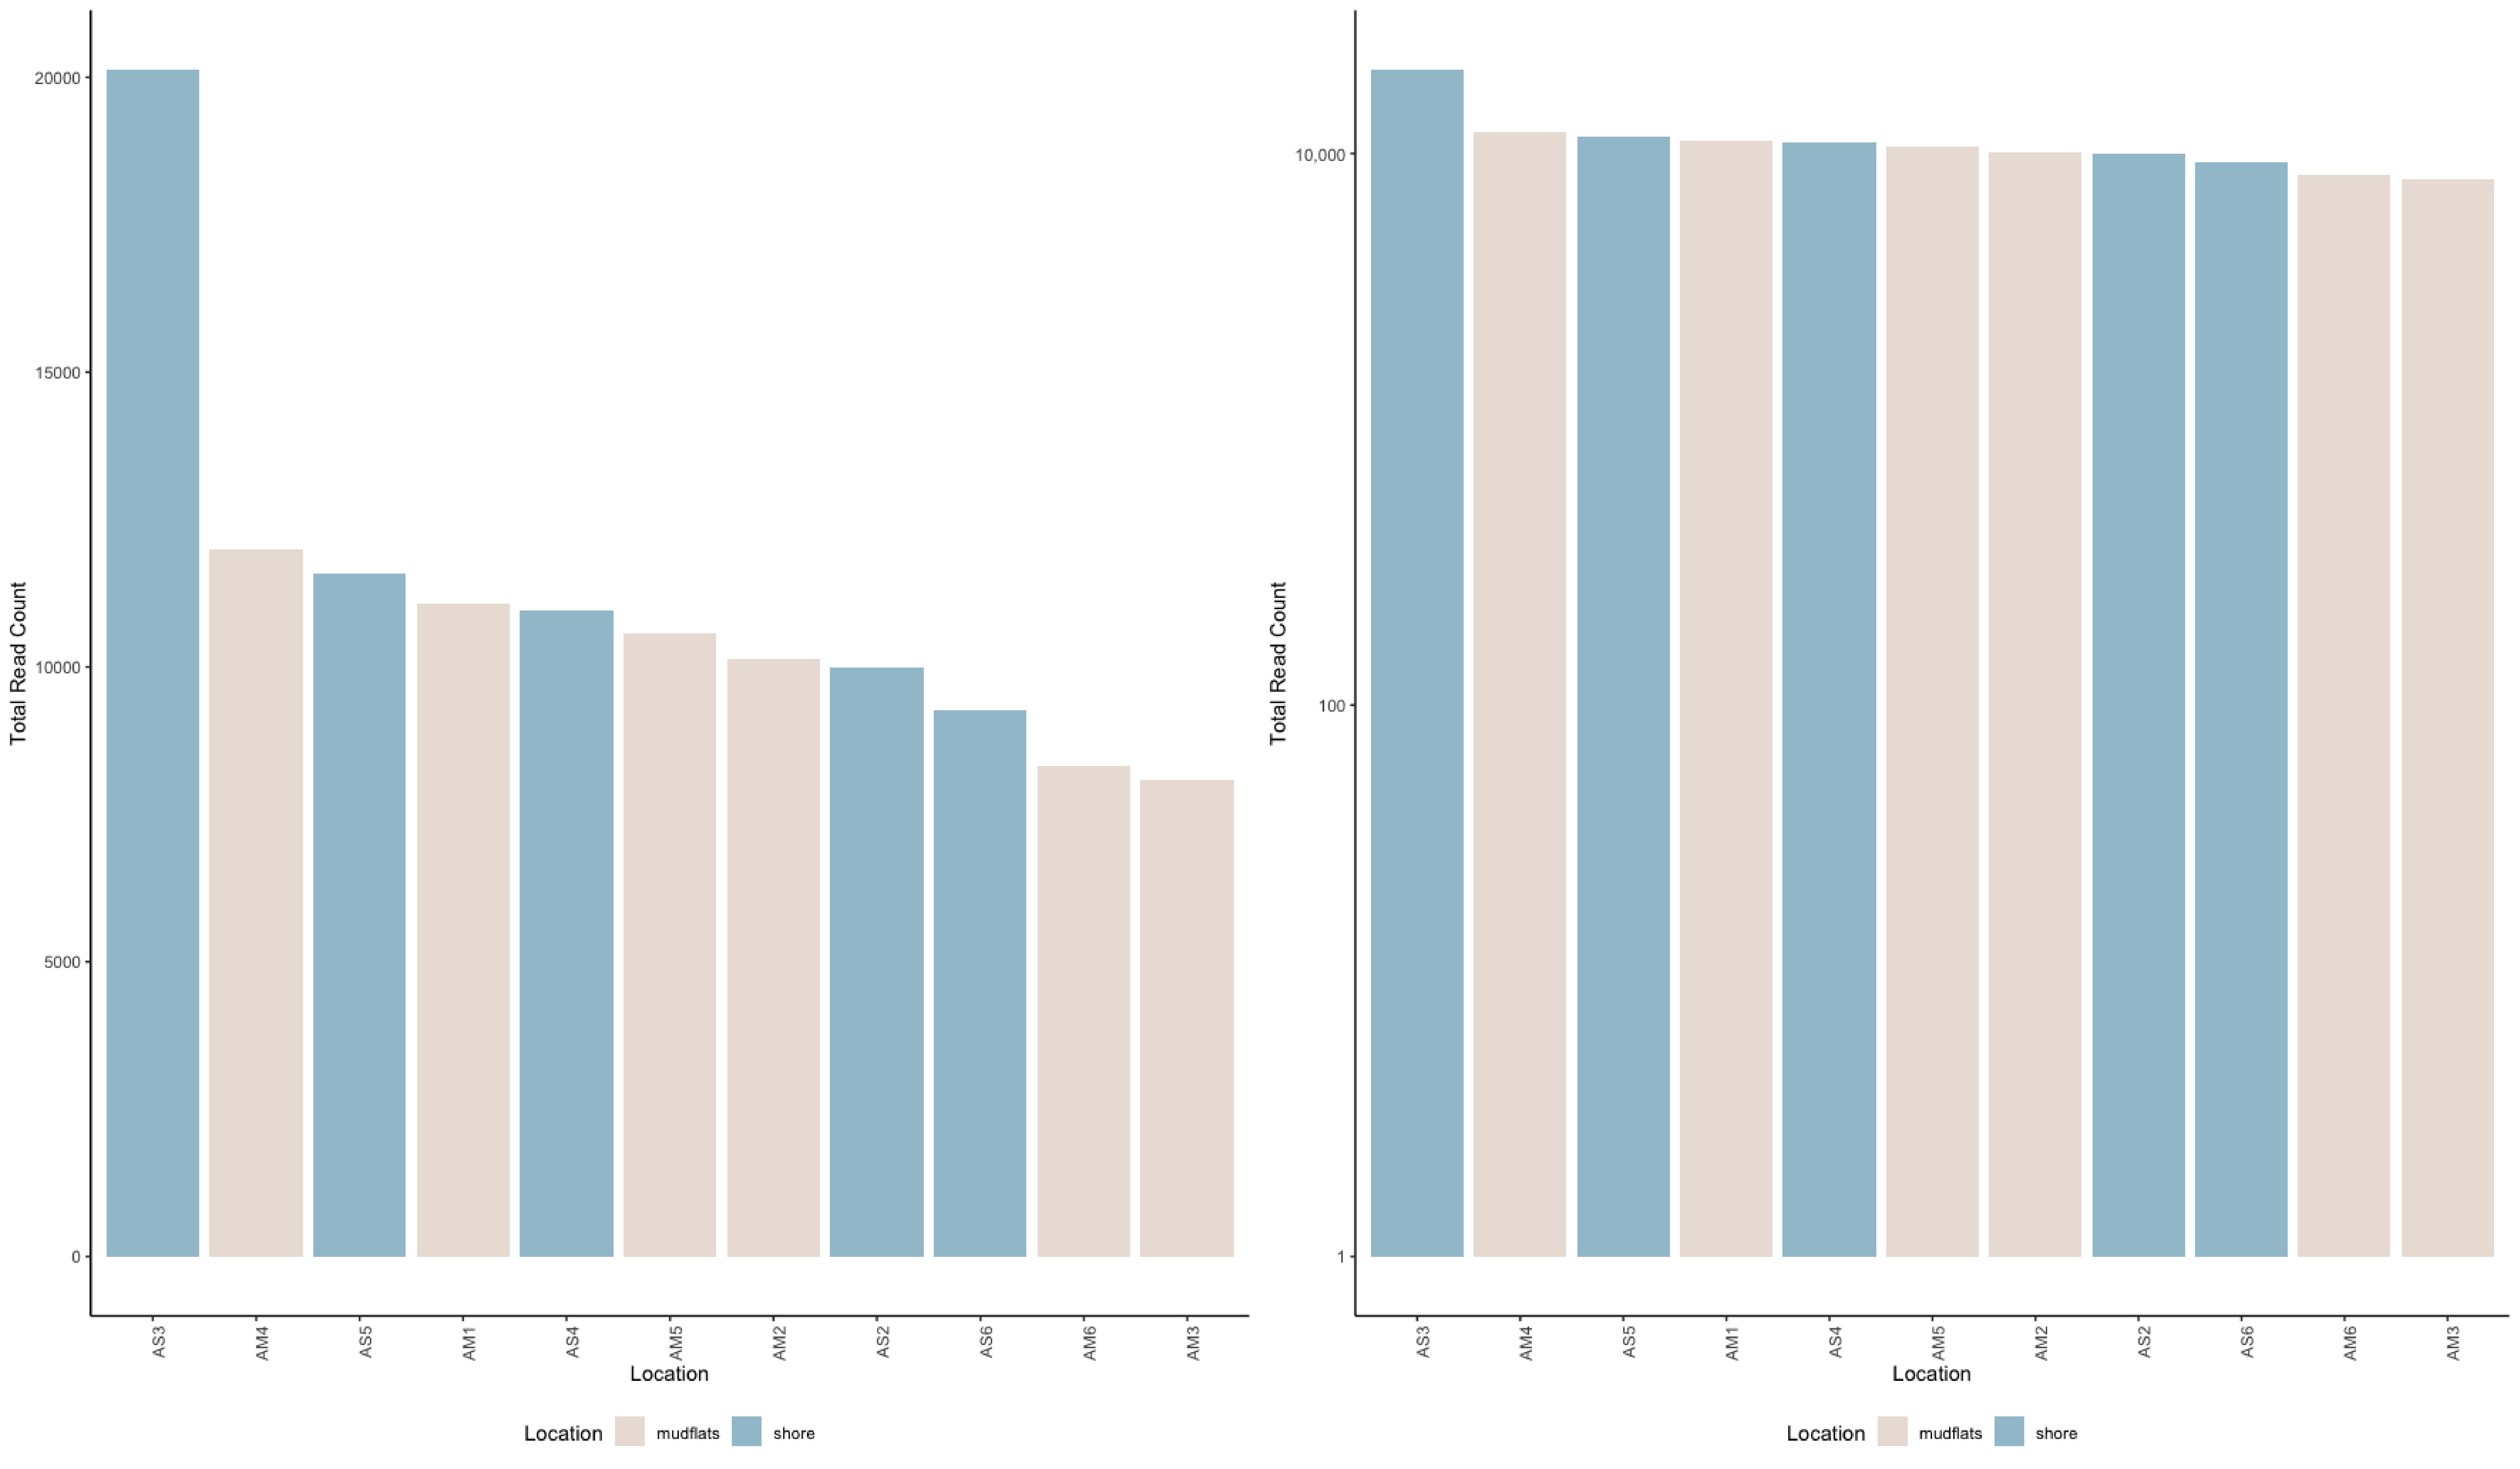 Total Read Count
20000
15000
10000
5000
0
AS3 AM4 AS5 AM1 AS4 AM5 AM2 AS2 AS6 AM6 AM3
Location
Location mudflats shore
Total Read Count
10,000
100
1
AS3 AM4 AS5 AM1 AS4 AM5 AM2 AS2 AS6 AM6 AM3
Location
Location mudflats shore